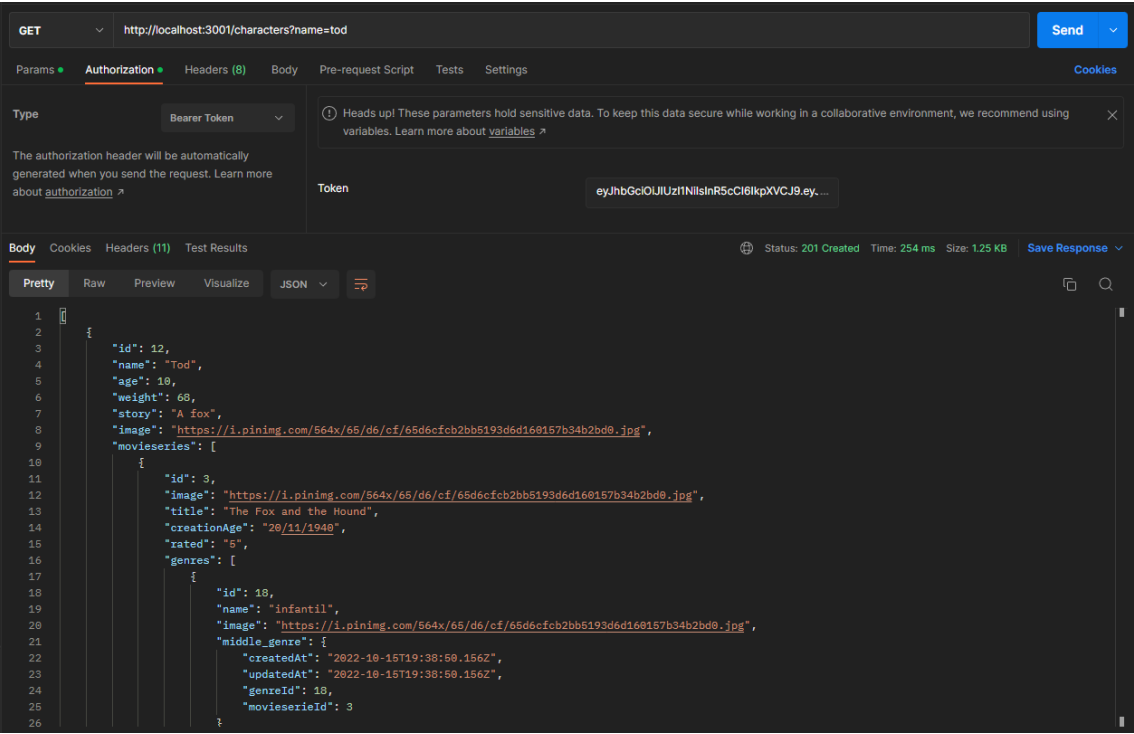 GET http://localhost:3001/characters?name=tod Send
Params Authorization Headers (8) Body Pre-request Script Tests Settings Cookies
Type Bearer Token
The authorization header will be automatically
generated when you send the request. Learn more
about authorization ↗
Heads up! These parameters hold sensitive data. To keep this data secure while working in a collaborative environment, we recommend using
variables. Learn more about variables ↗
Token eyJhbGciOiJIUzI1NiIsInR5cCI6IkpXVCJ9.ey...
Body Cookies Headers (11) Test Results Status: 201 Created Time: 254 ms Size: 1.25 KB Save Response
Pretty Raw Preview Visualize JSON
1 [
2 {
3 "id": 12,
4 "name": "Tod",
5 "age": 10,
6 "weight": 68,
7 "story": "A fox",
8 "image": "https://i.pinimg.com/564x/65/d6/cf/65d6cfcb2bb5193d6d160157b34b2bd0.jpg",
9 "movieseries": [
10 {
11 "id": 3,
12 "image": "https://i.pinimg.com/564x/65/d6/cf/65d6cfcb2bb5193d6d160157b34b2bd0.jpg",
13 "title": "The Fox and the Hound",
14 "creationAge": "20/11/1940",
15 "rated": "5",
16 "genres": [
17 {
18 "id": 18,
19 "name": "infantil",
20 "image": "https://i.pinimg.com/564x/65/d6/cf/65d6cfcb2bb5193d6d160157b34b2bd0.jpg",
21 "middle_genre": {
22 "createdAt": "2022-10-15T19:38:50.156Z",
23 "updatedAt": "2022-10-15T19:38:50.156Z",
24 "genreId": 18,
25 "movieserieId": 3
26 }